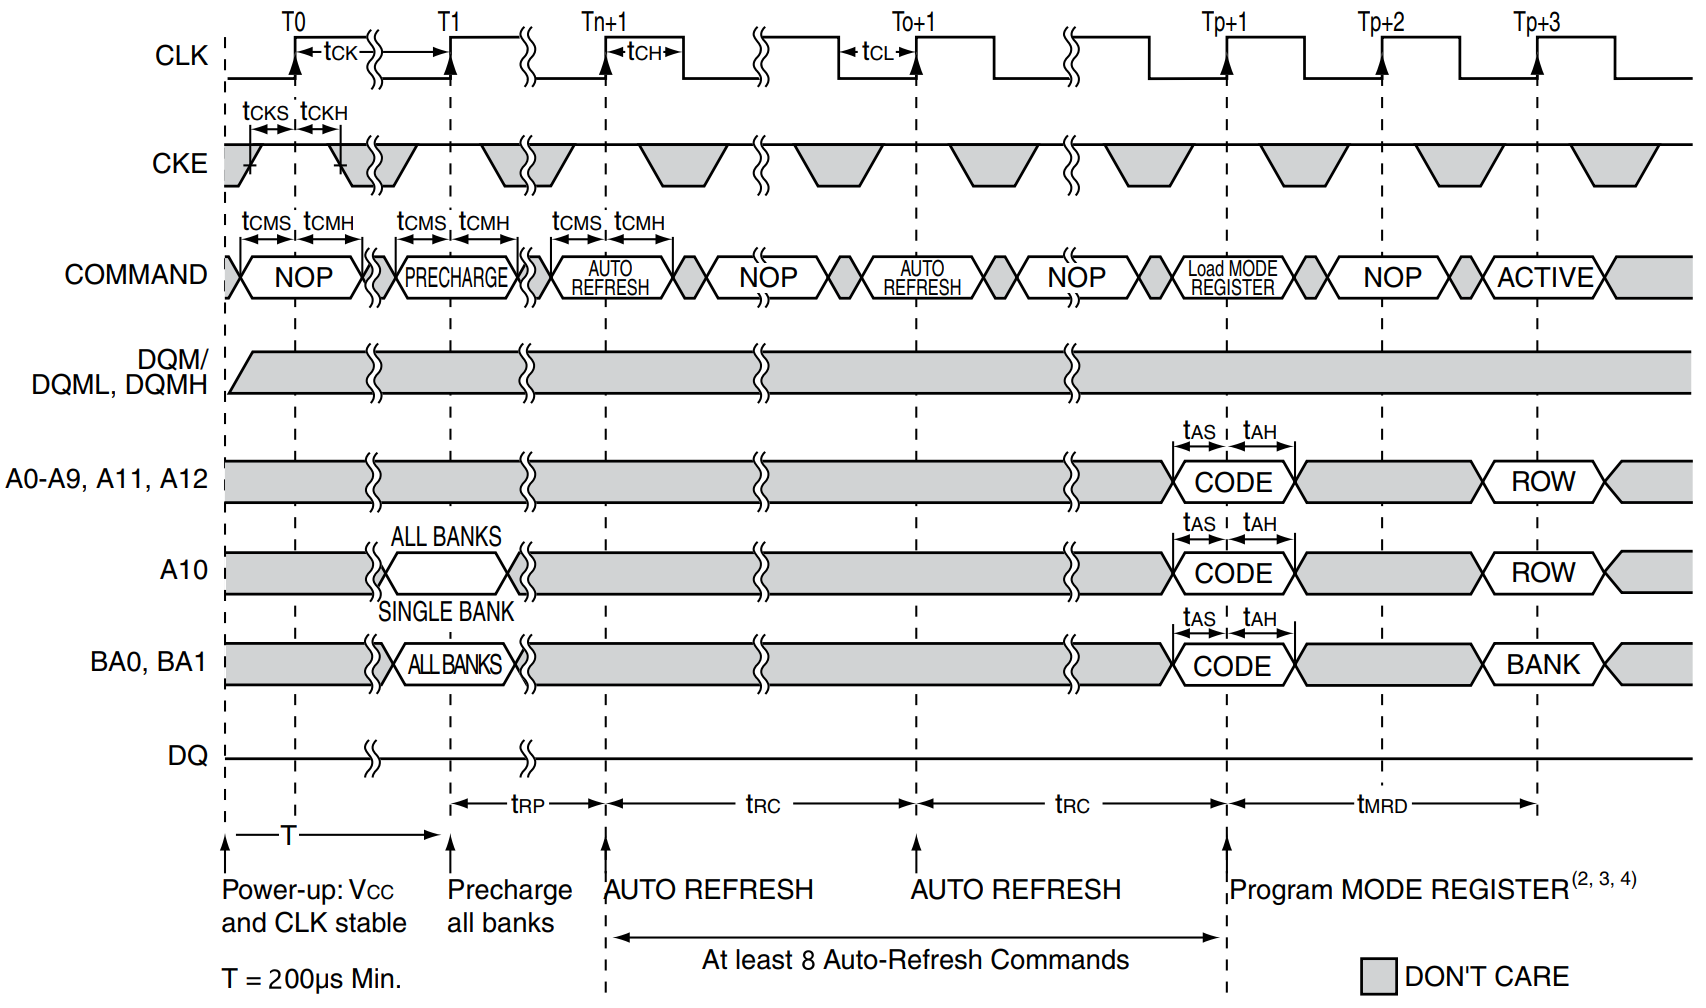 T0 T1 Tn+1 To+1 Tp+1 Tp+2 Tp+3
CLK tCK tCH tCL
tCKS tCKH
CKE
tCMS tCMH tCMS tCMH tCMS tCMH
COMMAND NOP PRECHARGE AUTO REFRESH NOP AUTO REFRESH NOP Load MODE REGISTER NOP ACTIVE
DQM/
DQML, DQMH
tAS tAH
A0-A9, A11, A12 CODE ROW
ALL BANKS tAS tAH
A10 CODE ROW
SINGLE BANK tAS tAH
BA0, BA1 ALL BANKS CODE BANK
DQ
tRP tRC tRC tMRD
T
Power-up: VCC
and CLK stable
Precharge
all banks
AUTO REFRESH
AUTO REFRESH
Program MODE REGISTER(2, 3, 4)
At least 8 Auto-Refresh Commands
T = 200µs Min.
DON'T CARE